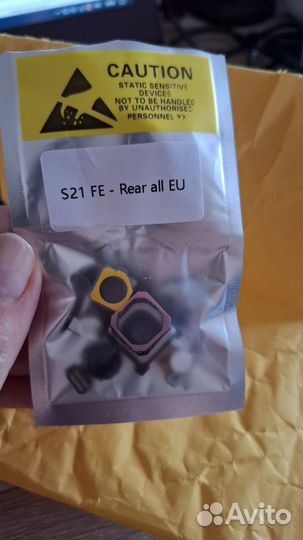 CAUTION
STATIC SENSITIVE
DEVICES
NOT TO BE HANDLED
BY UNAUTHORISED
PERSONNEL
S21 FE - Rear all EU
Avito